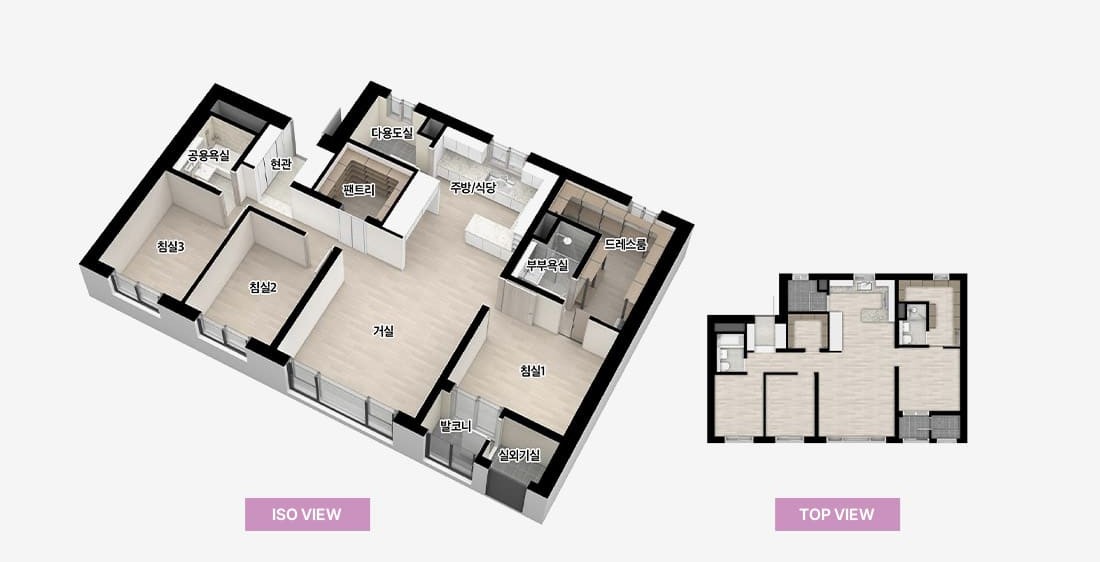 다용도실
공용욕실
현관
팬트리
주방/식당
침실3
드레스룸
부부욕실
침실2
거실
침실1
발코니
실외기실
ISO VIEW
TOP VIEW